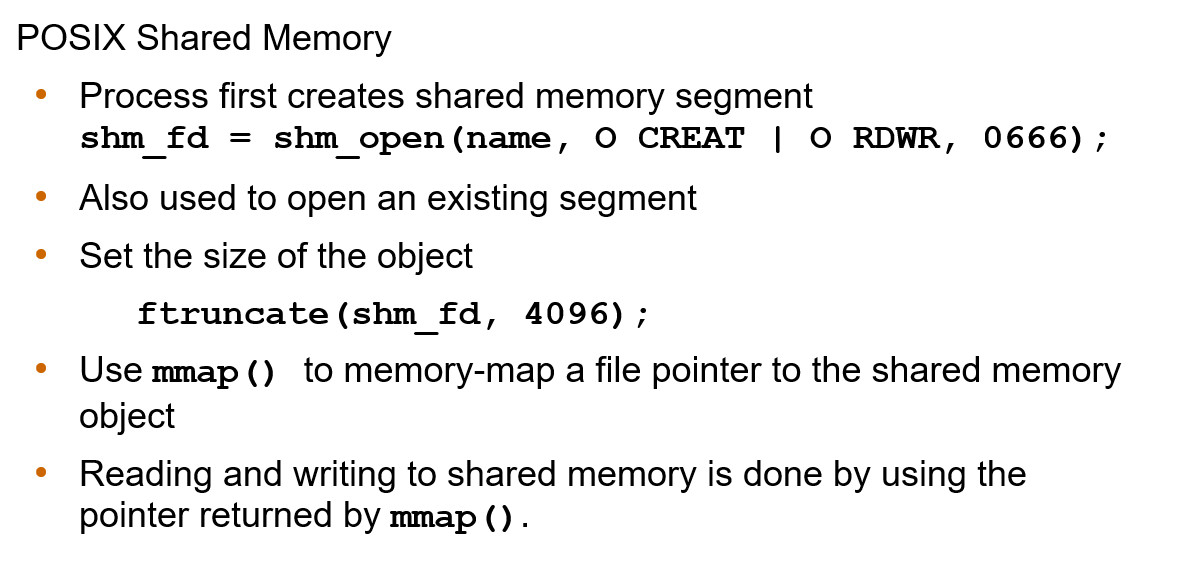 POSIX Shared Memory
• Process first creates shared memory segment
shm_fd = shm_open(name, O CREAT | O RDWR, 0666);
• Also used to open an existing segment
• Set the size of the object
ftruncate(shm_fd, 4096);
• Use mmap() to memory-map a file pointer to the shared memory
object
• Reading and writing to shared memory is done by using the
pointer returned by mmap().